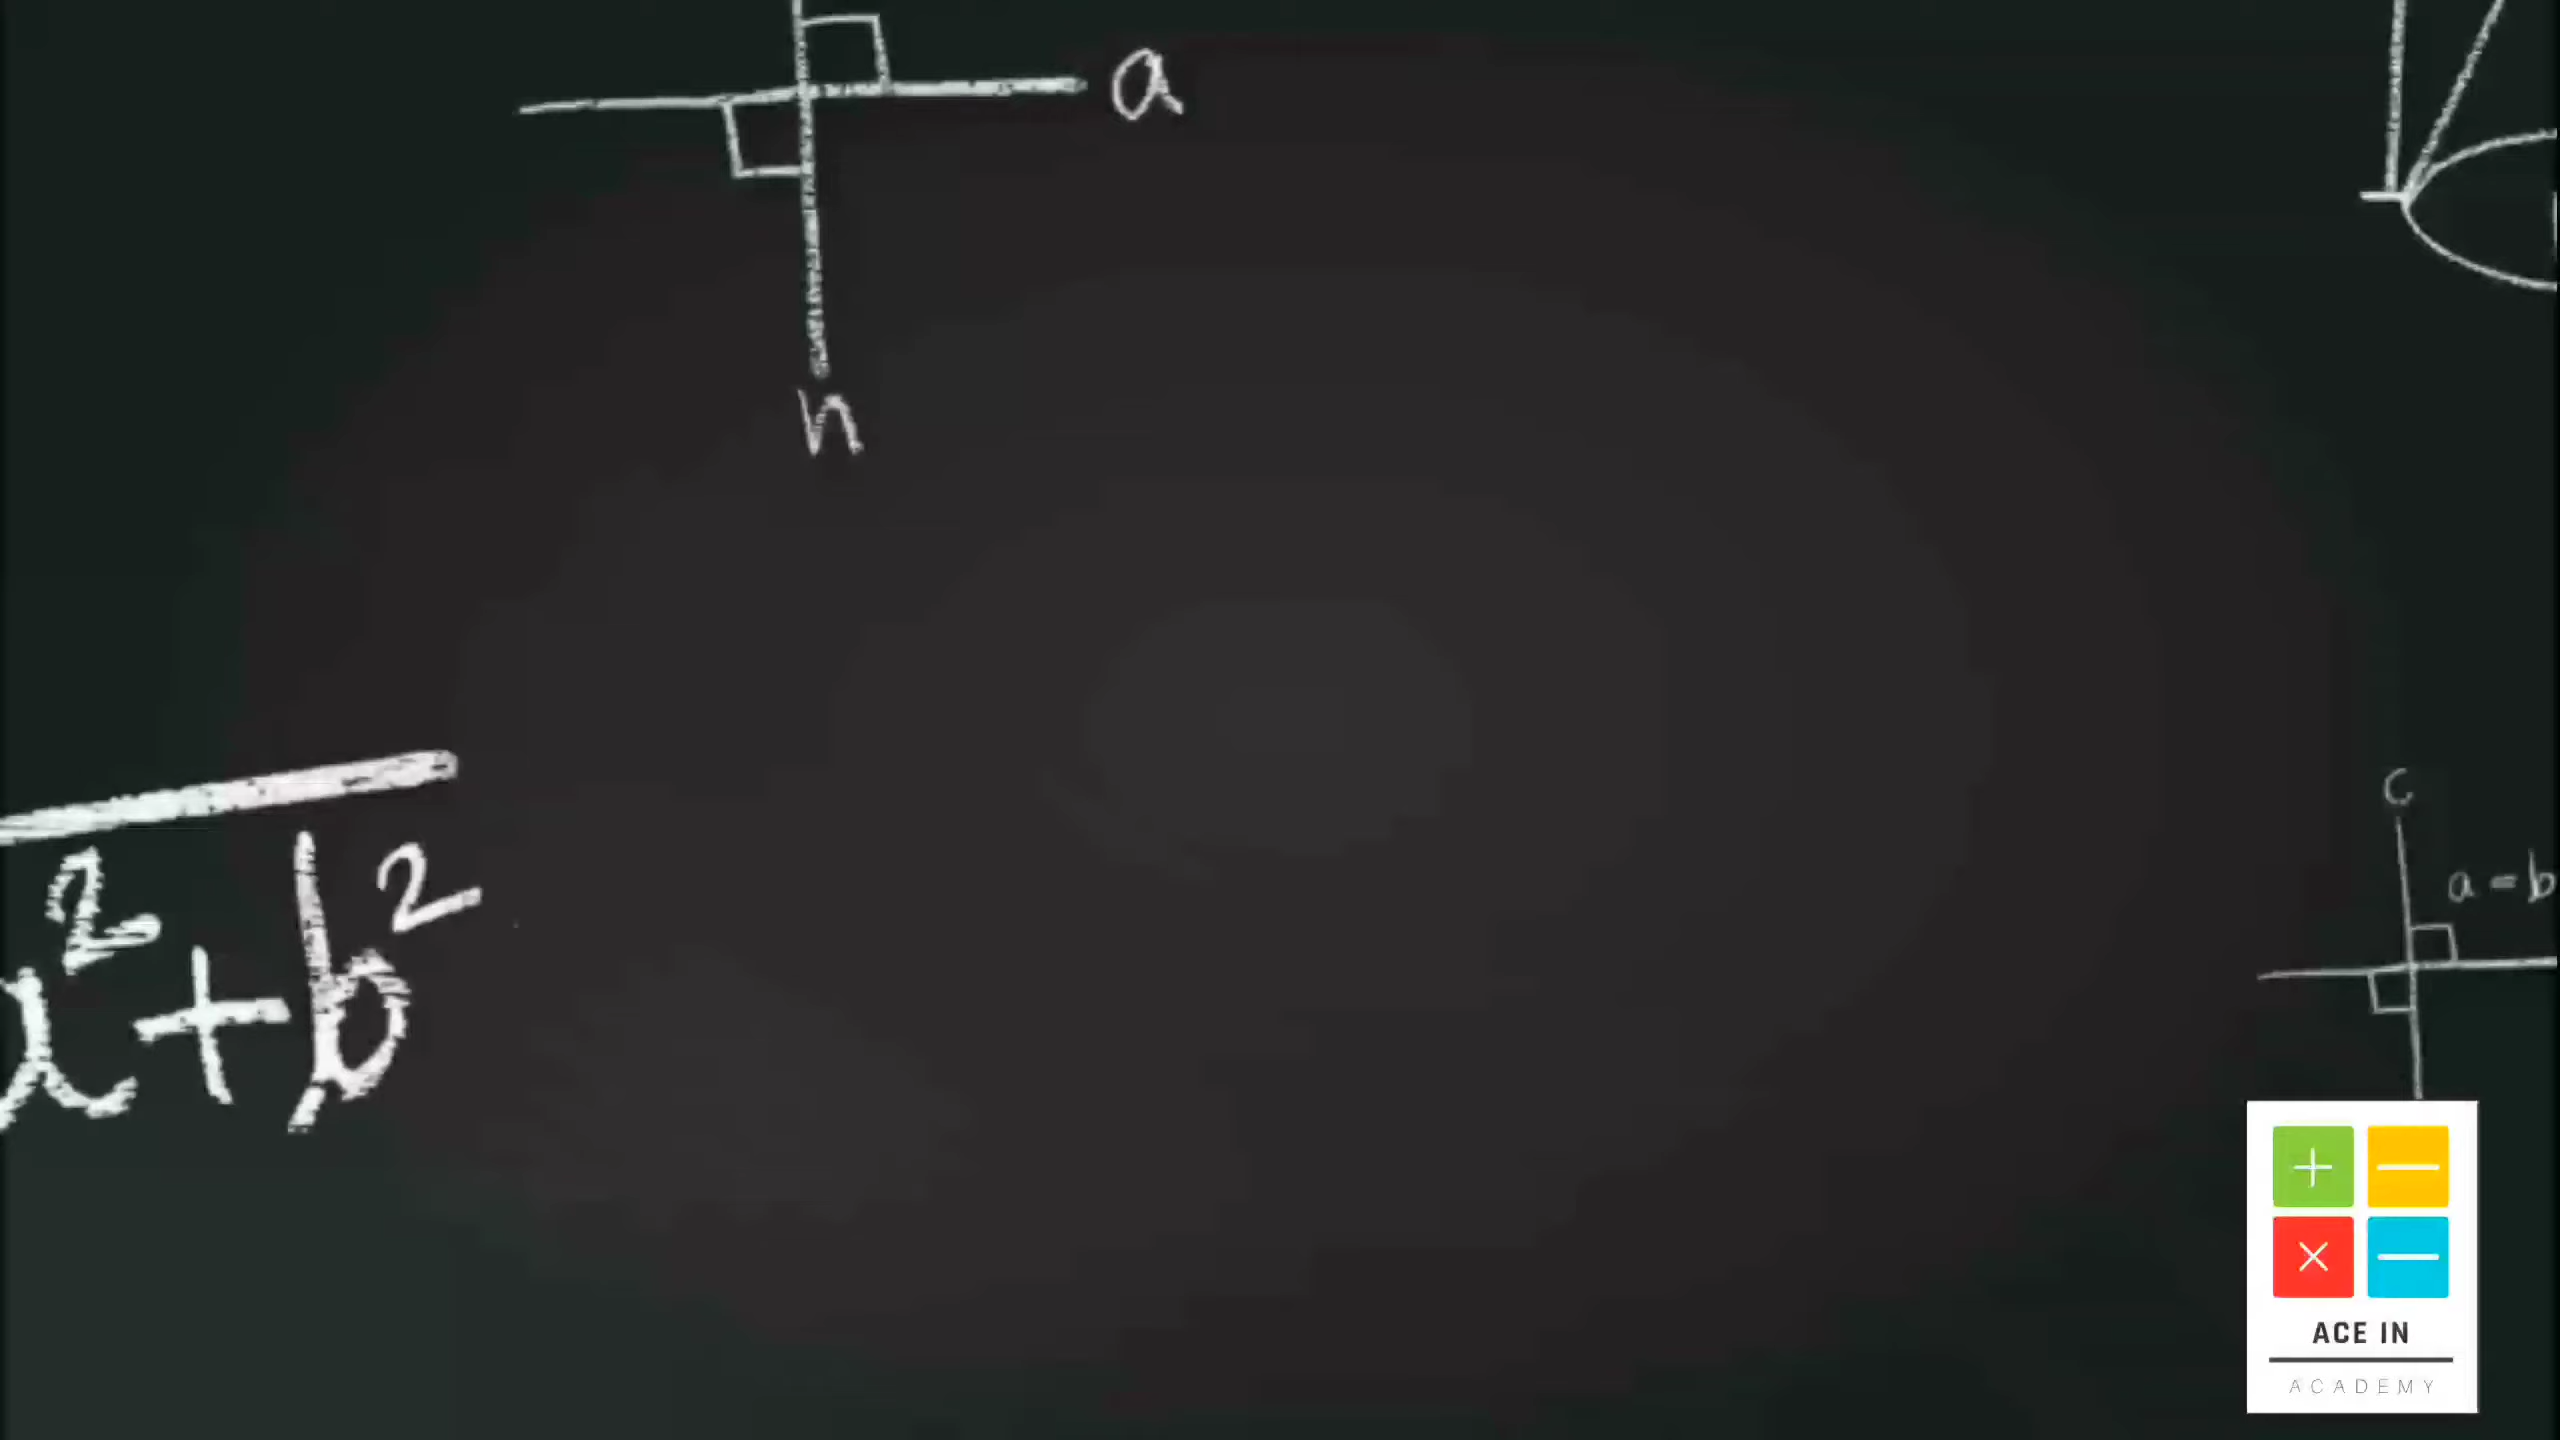 a
n
c
a = b
a²+b²
ACE IN
ACADEMY